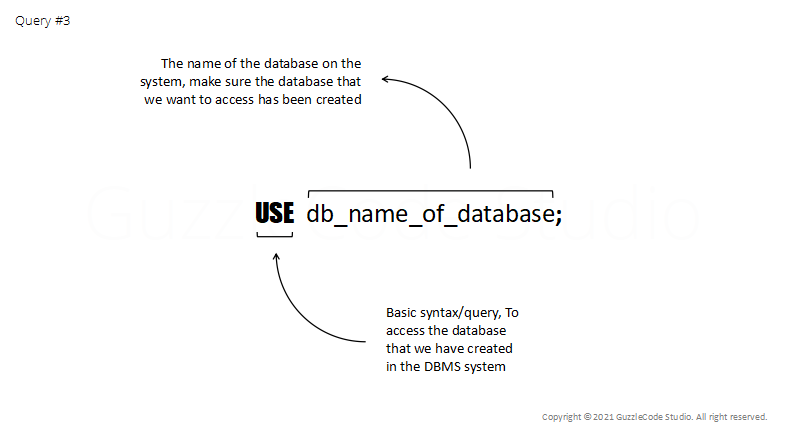 Query #3
The name of the database on the
system, make sure the database that
we want to access has been created
USE db_name_of_database;
Basic syntax/query, To
access the database
that we have created
in the DBMS system
Copyright © 2021 GuzzleCode Studio. All right reserved.
GuzzleCode Studio